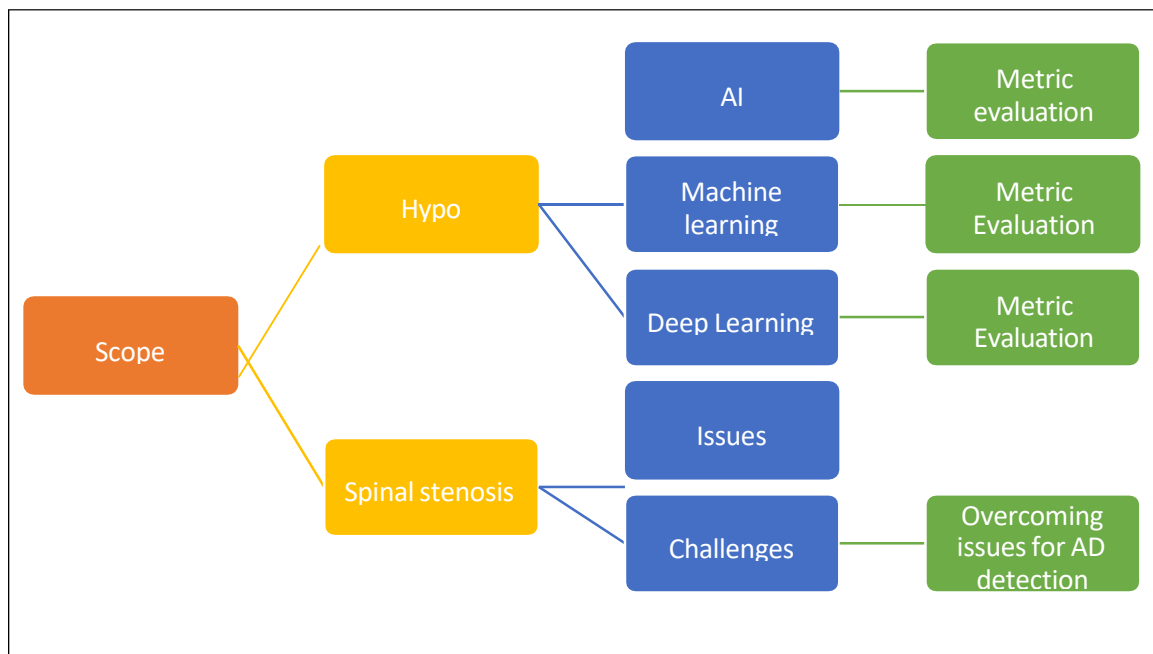 AI
Metric
evaluation
Hypo
Machine
learning
Metric
Evaluation
Scope
Deep Learning
Metric
Evaluation
Spinal stenosis
Issues
Challenges
Overcoming
issues for AD
detection